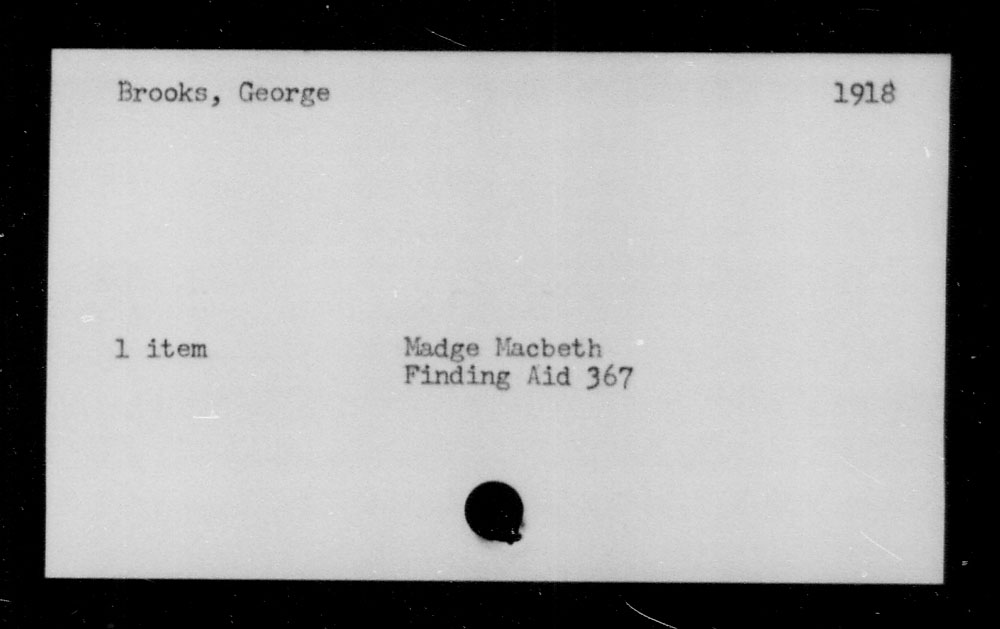 Brooks, George 1918
1 item Madge Macbeth
Finding Aid 367